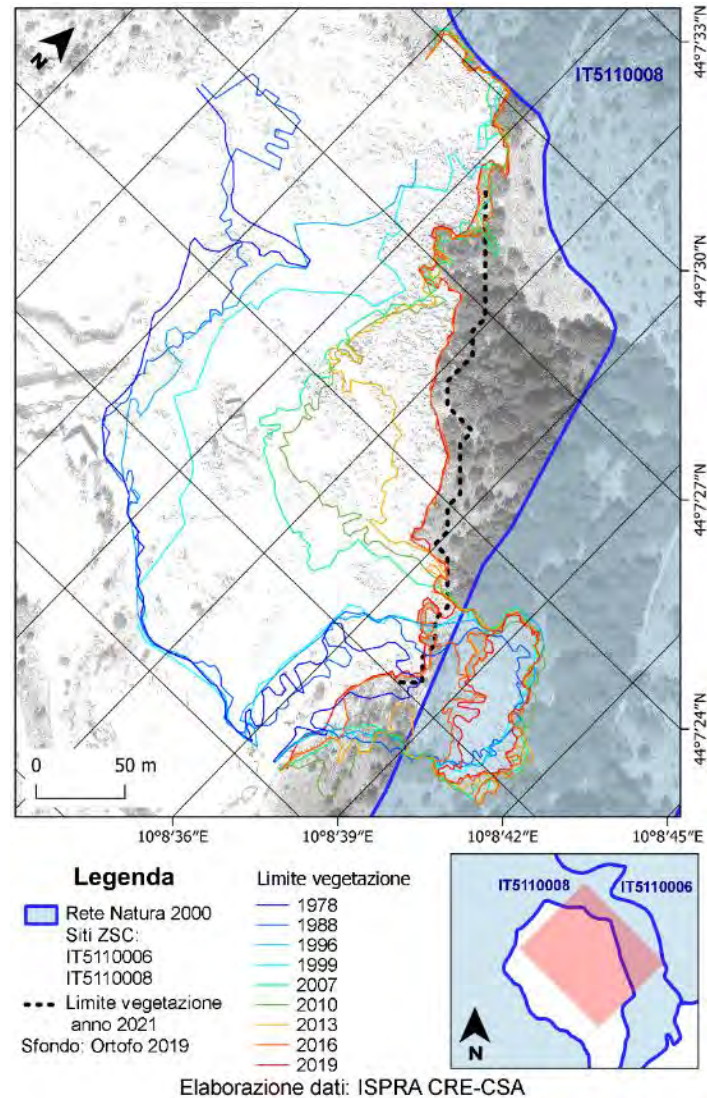 N
IT5110008
44°7'33"N
44°7'30"N
44°7'27"N
44°7'24"N
0 50 m
10°8'36"E 10°8'39"E 10°8'42"E 10°8'45"E
Legenda
Rete Natura 2000
Siti ZSC:
IT5110006
IT5110008
Limite vegetazione
anno 2021
Sfondo: Ortofo 2019
Limite vegetazione
1978
1988
1996
1999
2007
2010
2013
2016
2019
IT5110008 IT5110006
N
Elaborazione dati: ISPRA CRE-CSA